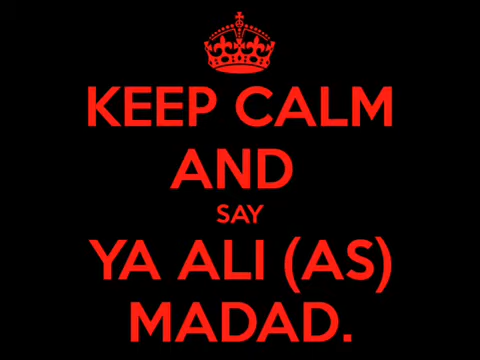 KEEP CALM
AND
SAY
YA ALI (AS)
MADAD.